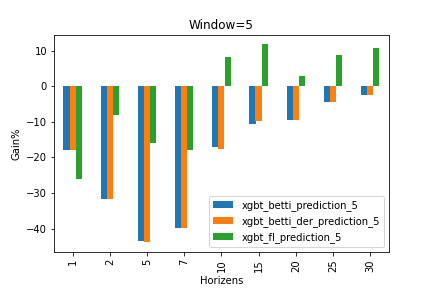 Window=5
Gain%
10
0
−10
−20
−30
−40
xgbt_betti_prediction_5
xgbt_betti_der_prediction_5
xgbt_fl_prediction_5
1
2
5
7
10
15
20
25
30
Horizens